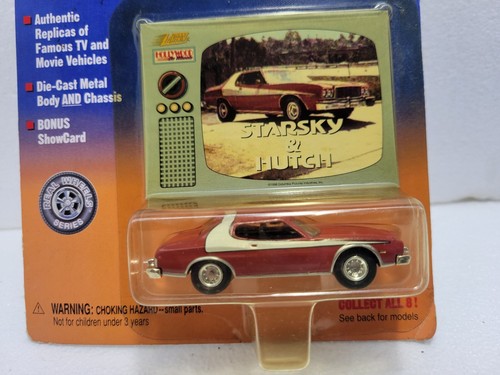 Authentic
Replicas of
Famous TV and
Movie Vehicles
Die-Cast Metal
Body AND Chassis
BONUS
ShowCard
HOLLYWOOD
STARSKY
&
HUTCH
REAL WHEELS
SERIES
WARNING: CHOKING HAZARD--small parts.
Not for children under 3 years
COLLECT ALL 8!
See back for models